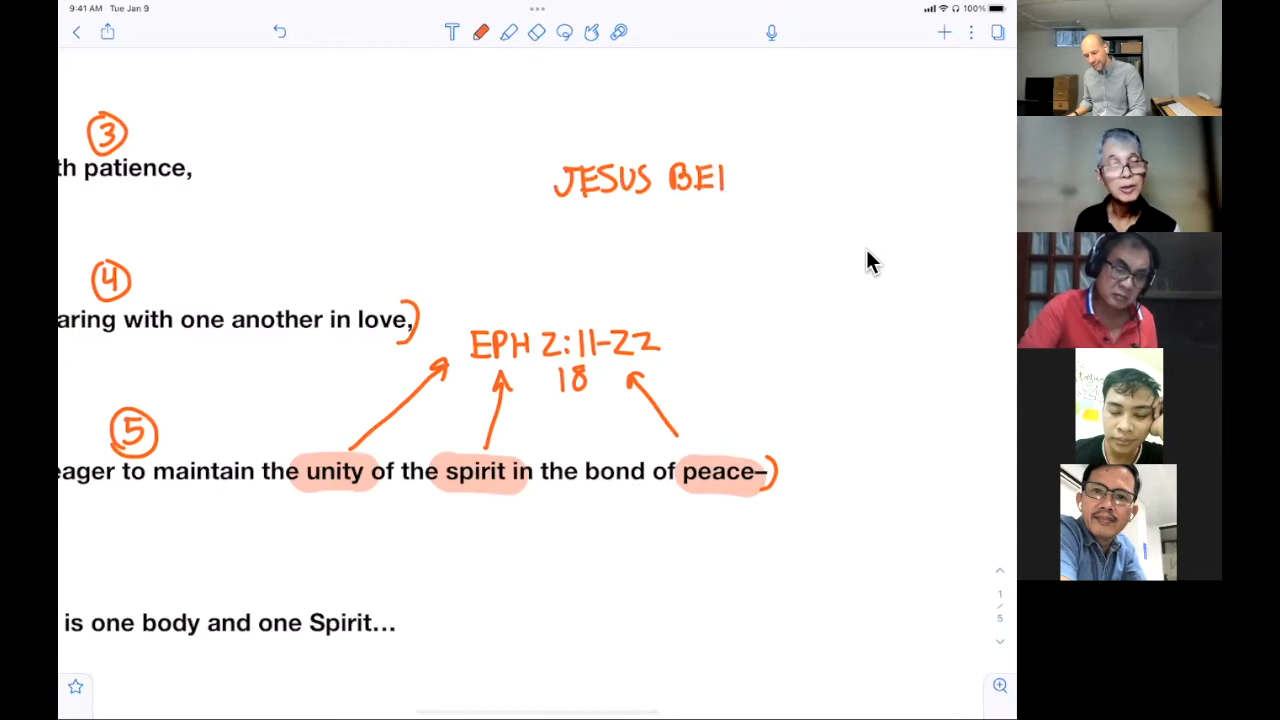 9:41 AM Tue Jan 9
100%
3
th patience,
JESUS BEI
4
aring with one another in love,)
EPH 2:11-22
18
5
eager to maintain the unity of the spirit in the bond of peace–)
is one body and one Spirit...
1
5